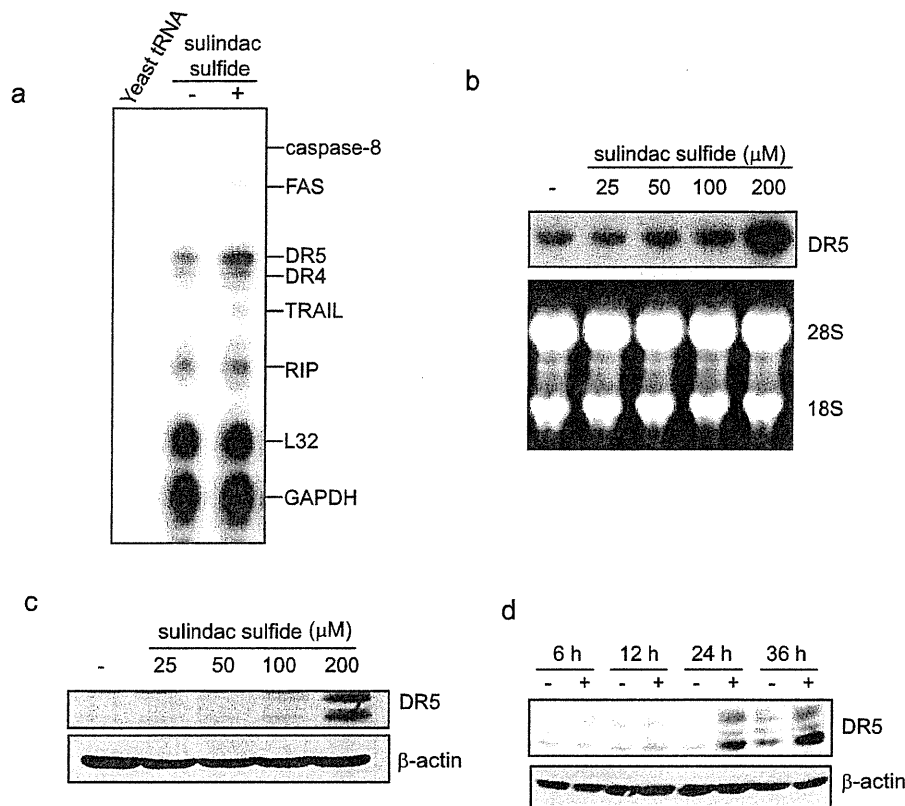 a
Yeast tRNA
sulindac
sulfide
- +
caspase-8
FAS
DR5
DR4
TRAIL
RIP
L32
GAPDH
b
sulindac sulfide (μM)
- 25 50 100 200
DR5
28S
18S
c
sulindac sulfide (μM)
- 25 50 100 200
DR5
β-actin
d
6 h 12 h 24 h 36 h
- + - + - + - +
DR5
β-actin